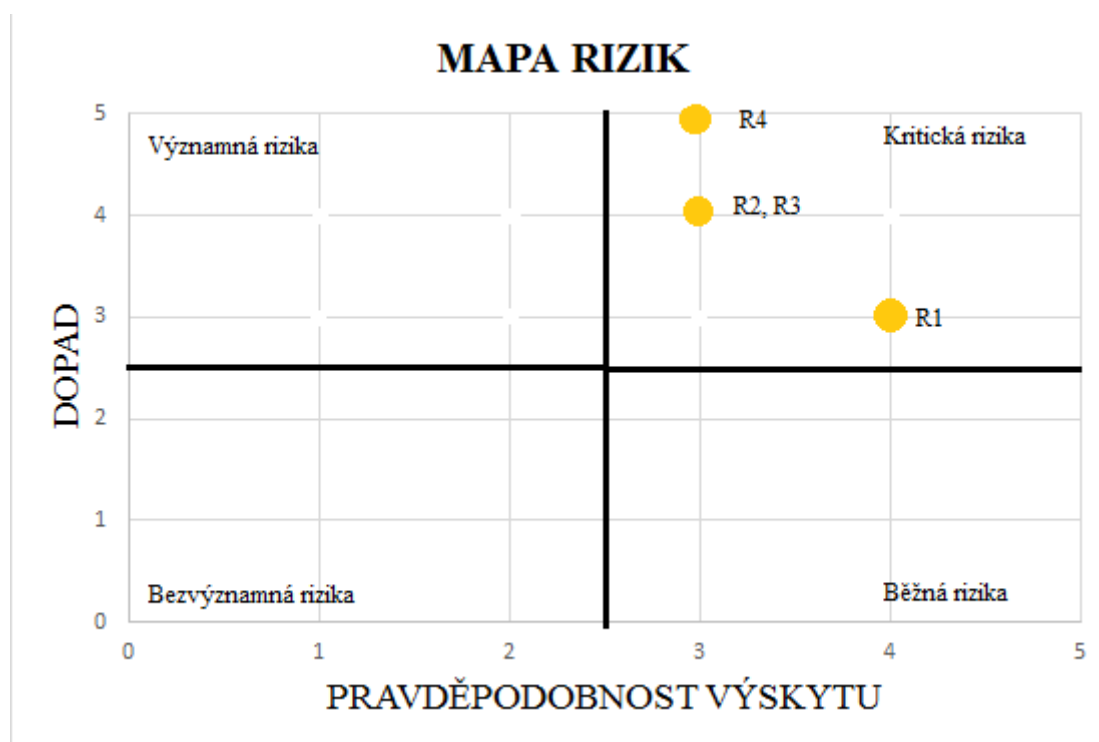 MAPA RIZIK
5
Významná rizika
R4
Kritická rizika
4
R2, R3
3
R1
DOPAD
2
1
Bezvýznamná rizika
Běžná rizika
0
0 1 2 3 4 5
PRAVDĚPODOBNOST VÝSKYTU